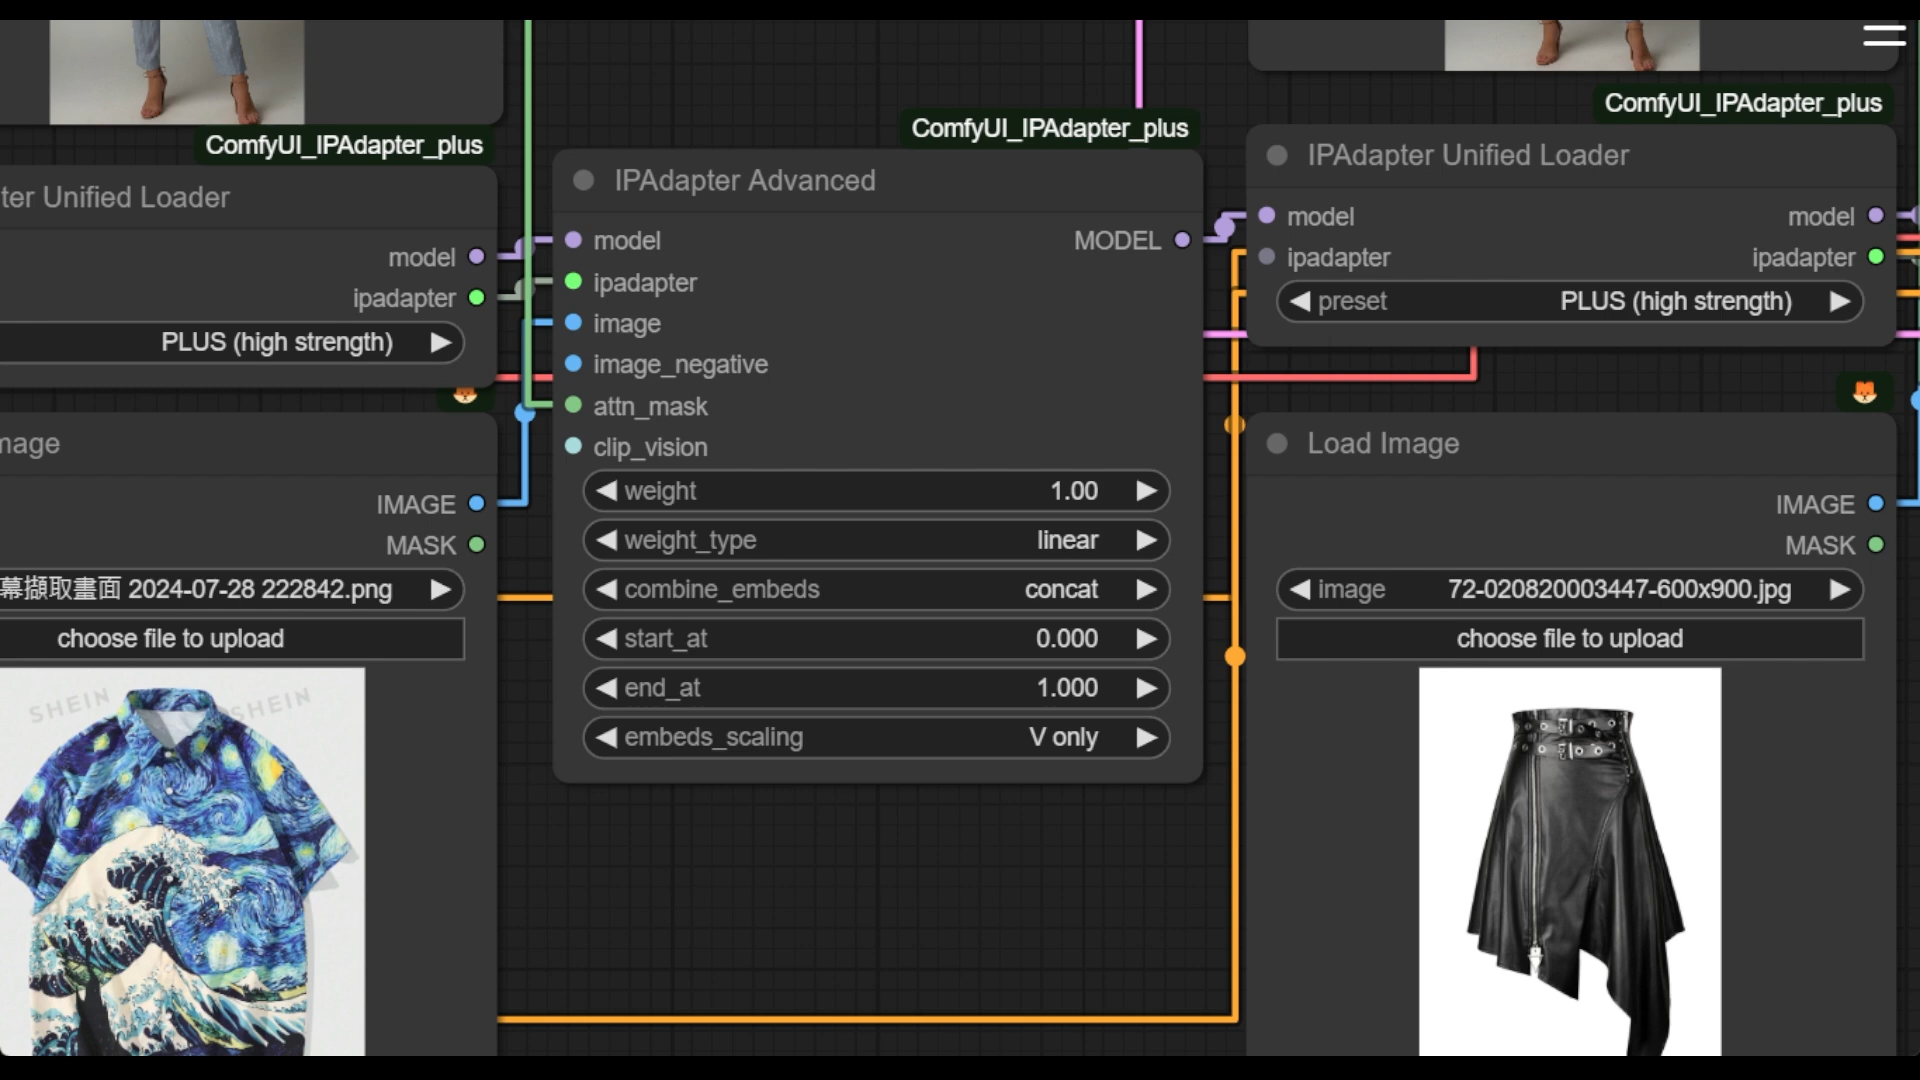 ComfyUI_IPAdapter_plus
ter Unified Loader
model
ipadapter
PLUS (high strength)
mage
IMAGE
MASK
幕擷取畫面 2024-07-28 222842.png
choose file to upload
SHEIN
SHEIN
ComfyUI_IPAdapter_plus
IPAdapter Advanced
model MODEL
ipadapter
image
image_negative
attn_mask
clip_vision
weight 1.00
weight_type linear
combine_embeds concat
start_at 0.000
end_at 1.000
embeds_scaling V only
ComfyUI_IPAdapter_plus
IPAdapter Unified Loader
model model
ipadapter ipadapter
preset PLUS (high strength)
Load Image
IMAGE
MASK
image 72-020820003447-600x900.jpg
choose file to upload